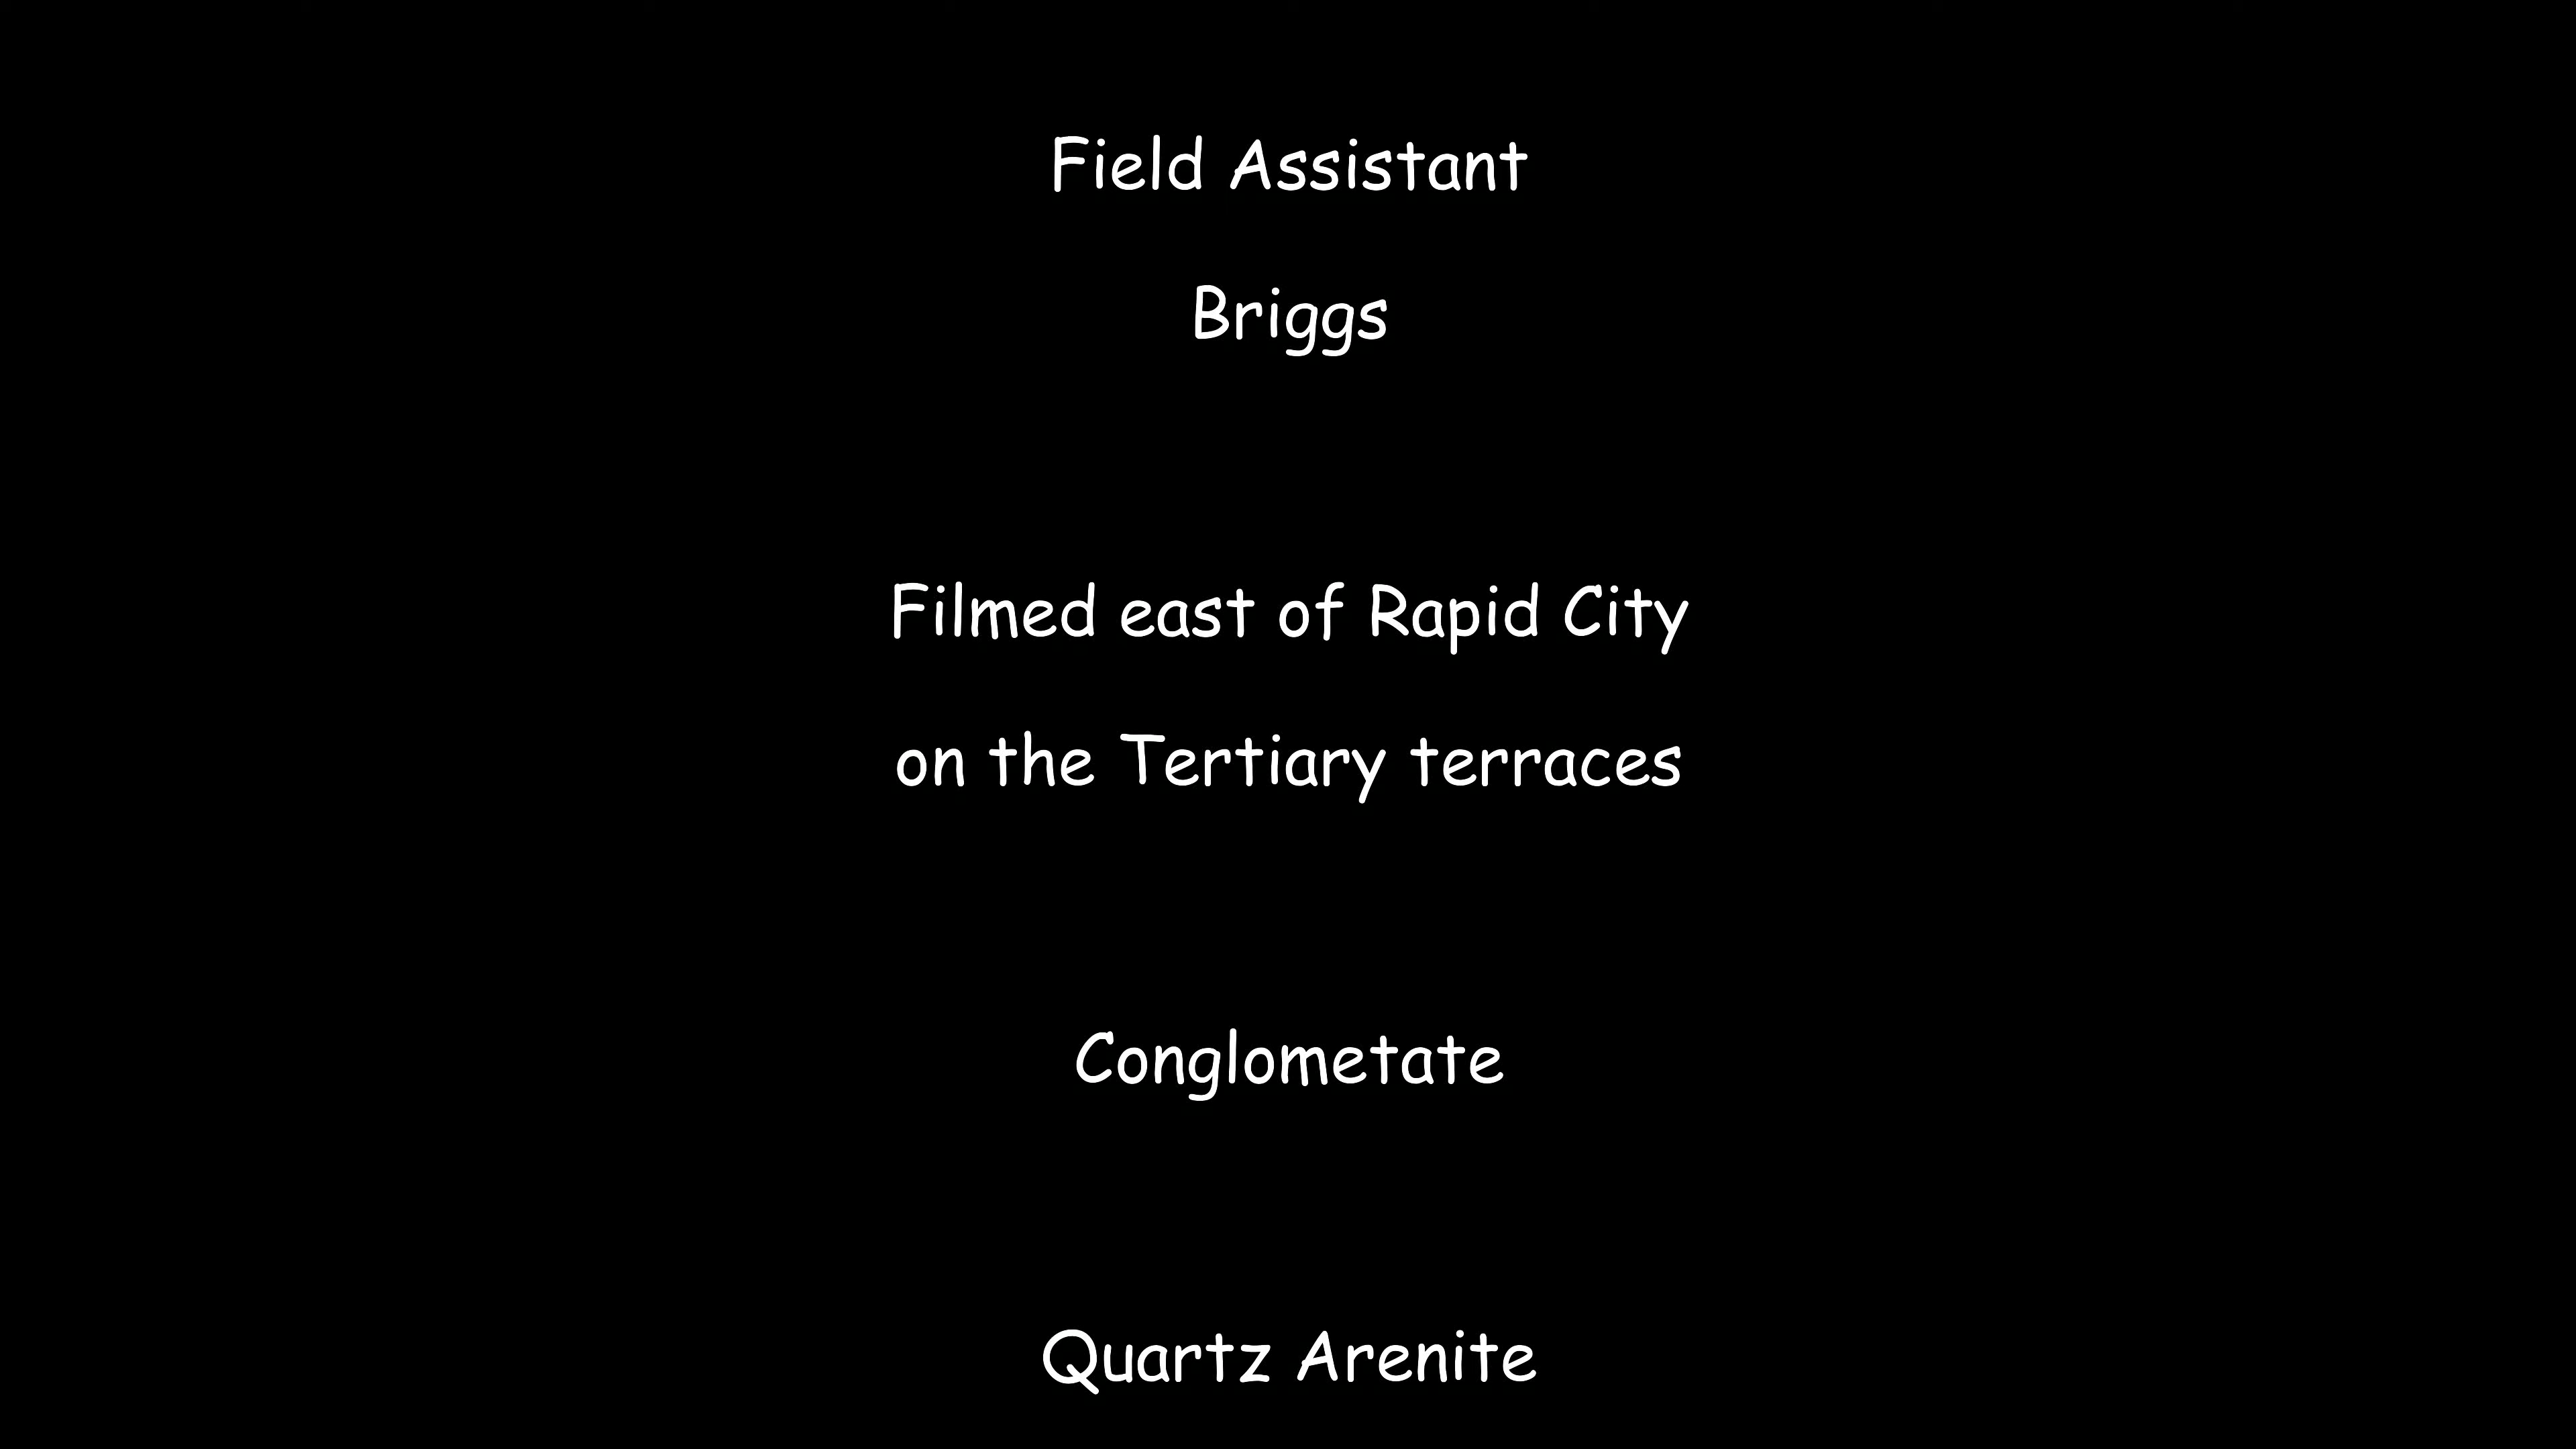 Field Assistant
Briggs
Filmed east of Rapid City
on the Tertiary terraces
Conglometate
Quartz Arenite